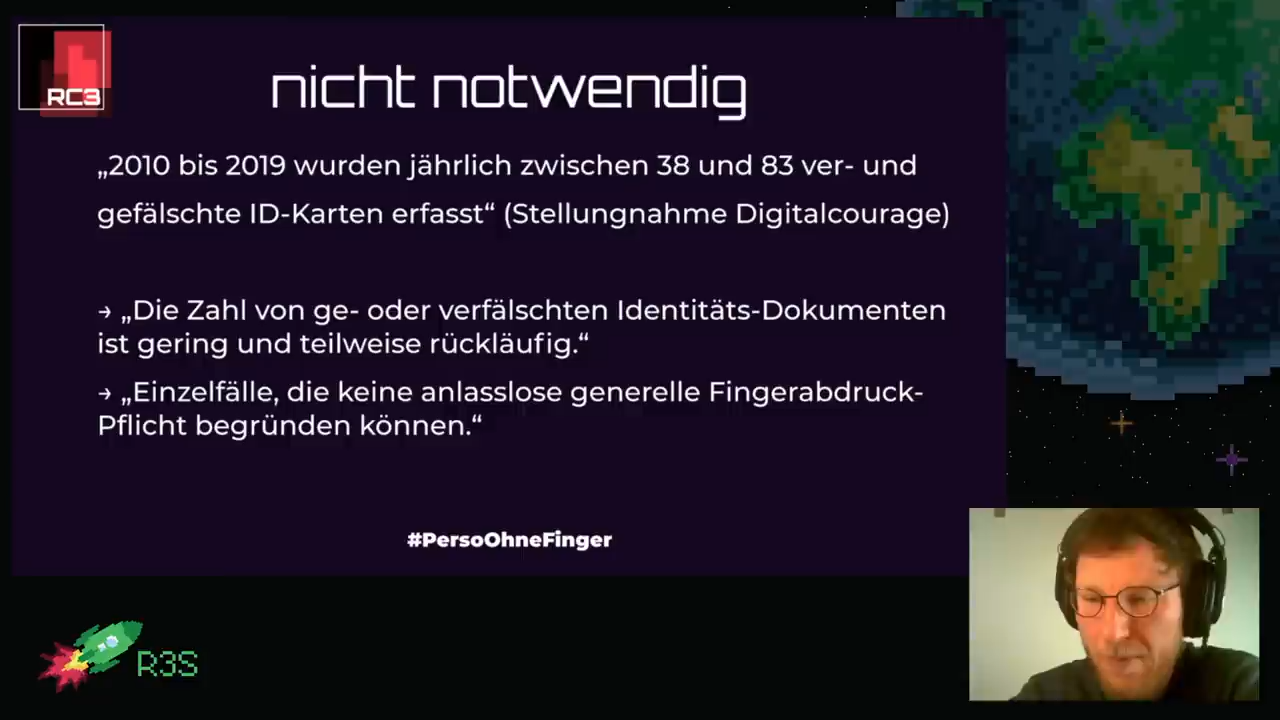 RC3
nicht notwendig
„2010 bis 2019 wurden jährlich zwischen 38 und 83 ver- und
gefälschte ID-Karten erfasst“ (Stellungnahme Digitalcourage)
→ „Die Zahl von ge- oder verfälschten Identitäts-Dokumenten
ist gering und teilweise rückläufig.“
→ „Einzelfälle, die keine anlasslose generelle Fingerabdruck-
Pflicht begründen können.“
#PersoOhneFinger
R3S